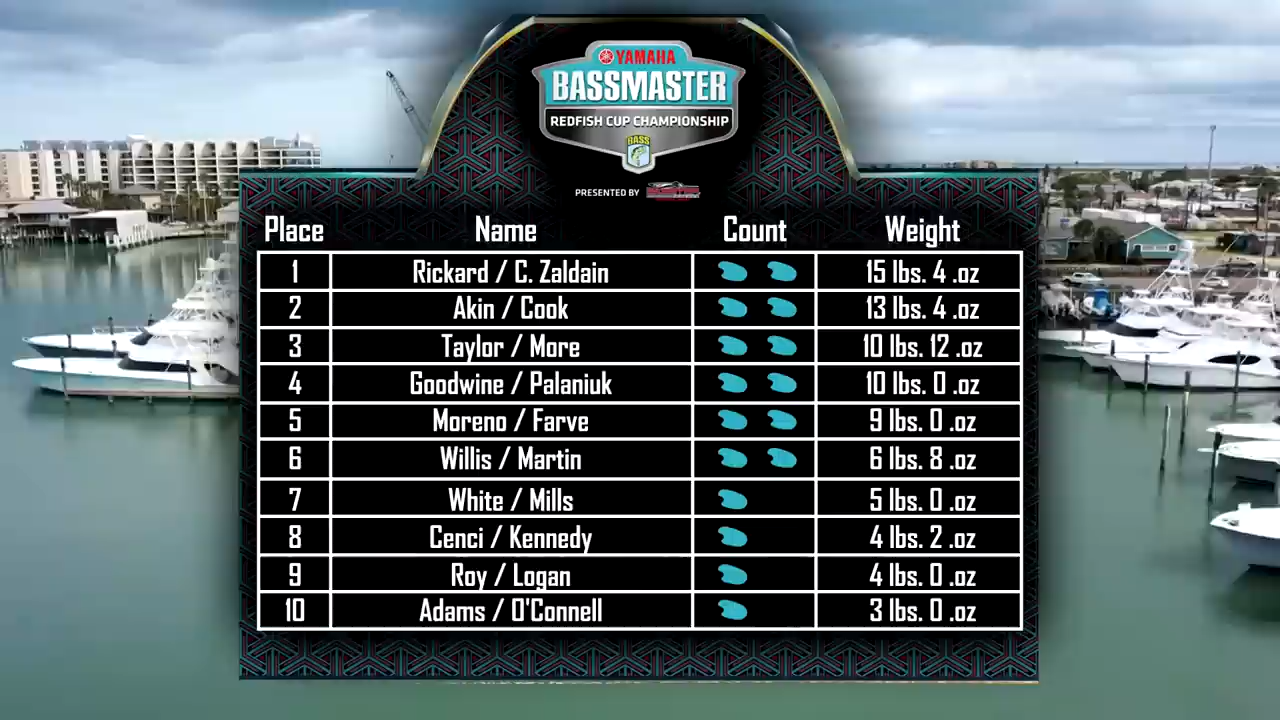 YAMAHA
BASSMASTER
REDFISH CUP CHAMPIONSHIP
BASS
PRESENTED BY
Place Name Count Weight
1 Rickard / C. Zaldain 15 lbs. 4 .oz
2 Akin / Cook 13 lbs. 4 .oz
3 Taylor / More 10 lbs. 12 .oz
4 Goodwine / Palaniuk 10 lbs. 0 .oz
5 Moreno / Farve 9 lbs. 0 .oz
6 Willis / Martin 6 lbs. 8 .oz
7 White / Mills 5 lbs. 0 .oz
8 Cenci / Kennedy 4 lbs. 2 .oz
9 Roy / Logan 4 lbs. 0 .oz
10 Adams / O'Connell 3 lbs. 0 .oz